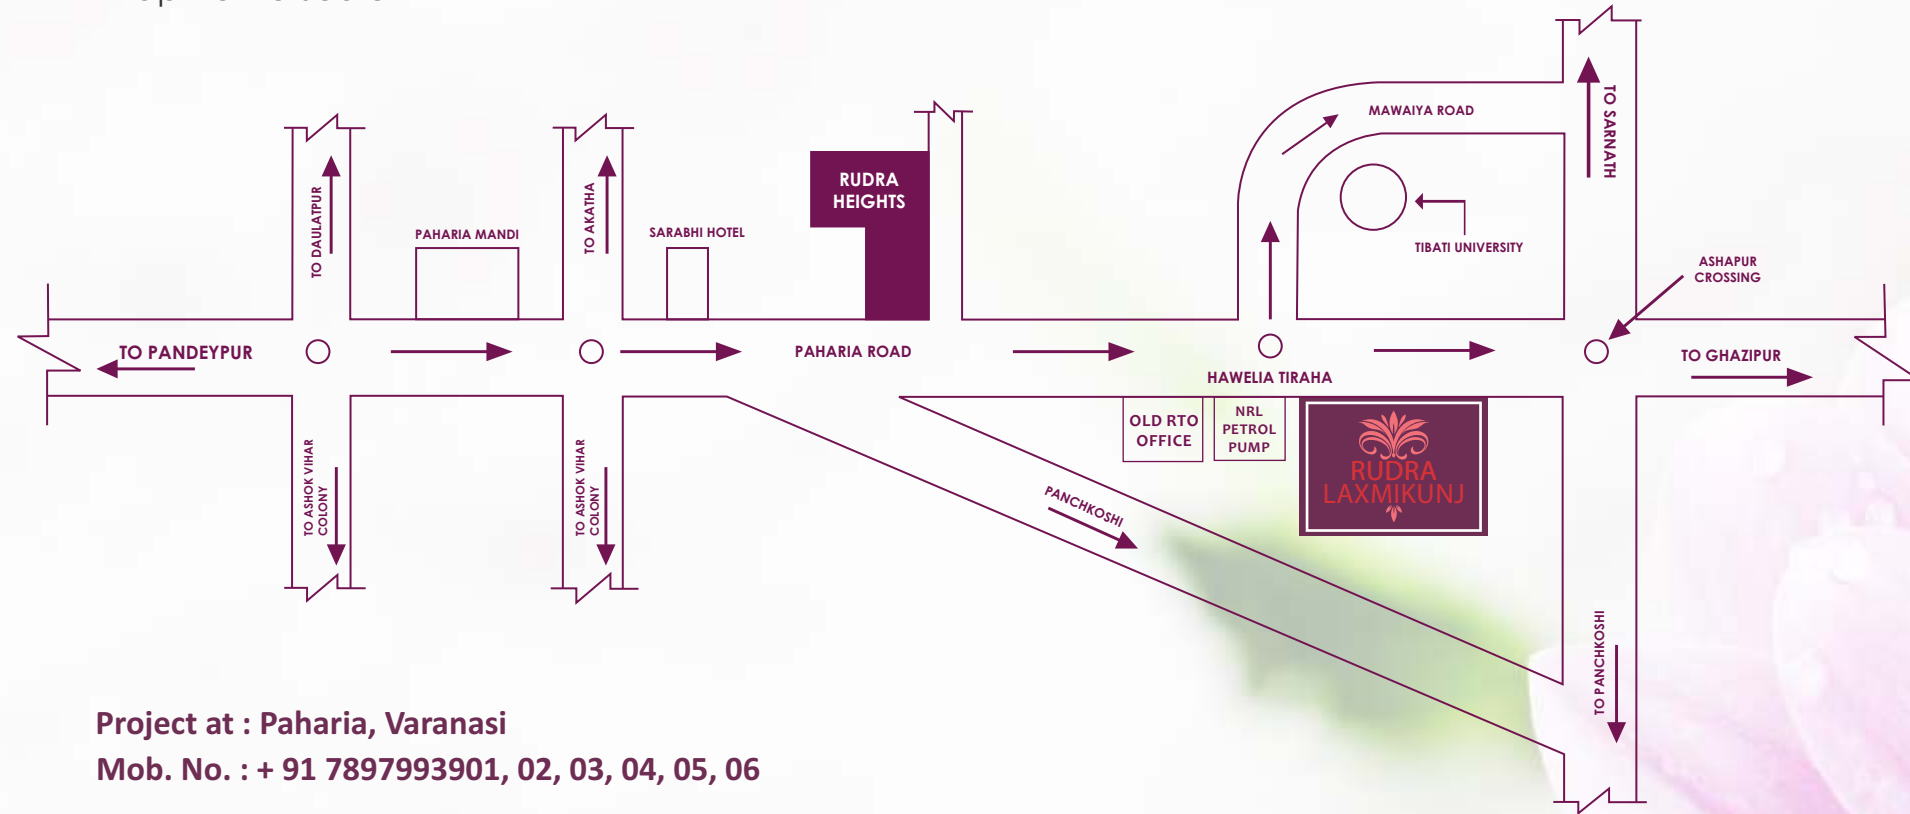 MAWAIYA ROAD
TO SARNATH
RUDRA
HEIGHTS
TO DAULATPUR
TO AKATHA
PAHARIA MANDI
SARABHI HOTEL
TIBATI UNIVERSITY
ASHAPUR
CROSSING
TO PANDEYPUR
PAHARIA ROAD
TO GHAZIPUR
HAWELIA TIRAHA
OLD RTO
OFFICE
NRL
PETROL
PUMP
RUDRA
LAXMIKUNJ
TO ASHOK VIHAR
COLONY
TO ASHOK VIHAR
COLONY
PANCHKOSHI
TO PANCHKOSHI
Project at : Paharia, Varanasi
Mob. No. : + 91 7897993901, 02, 03, 04, 05, 06